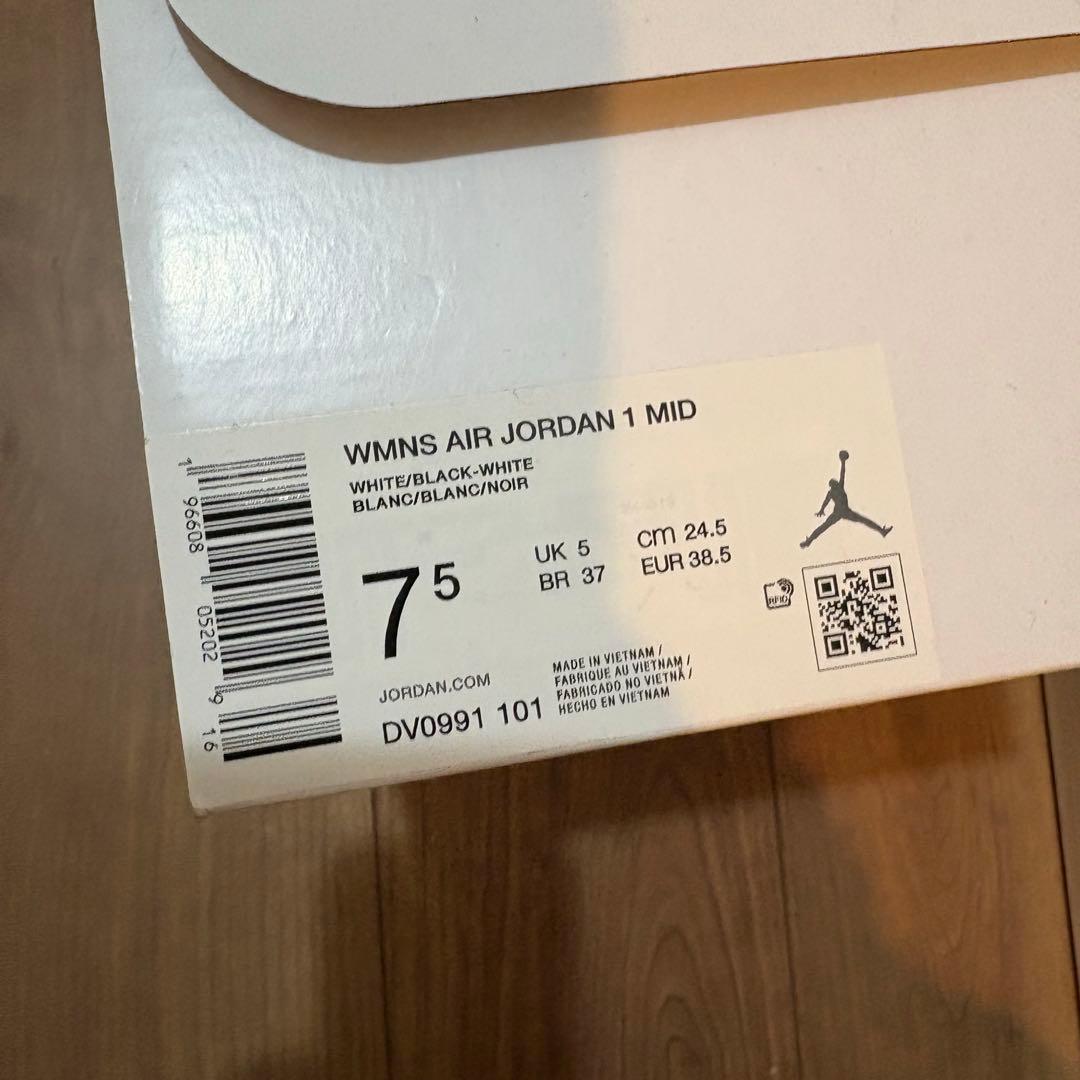 WMNS AIR JORDAN 1 MID
WHITE/BLACK-WHITE
BLANC/BLANC/NOIR
7⁵
UK 5
BR 37
cm 24.5
EUR 38.5
RFID
JORDAN.COM
DV0991 101
MADE IN VIETNAM /
FABRIQUE AU VIETNAM /
FABRICADO NO VIETNÃ /
HECHO EN VIETNAM
1 96608 05202 9 16